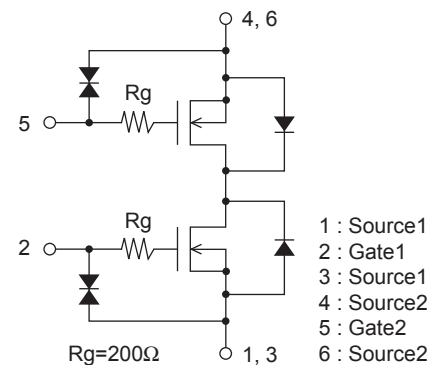 4, 6
Rg
5
Rg
2
1 : Source1
2 : Gate1
3 : Source1
4 : Source2
5 : Gate2
6 : Source2
Rg=200Ω
1, 3